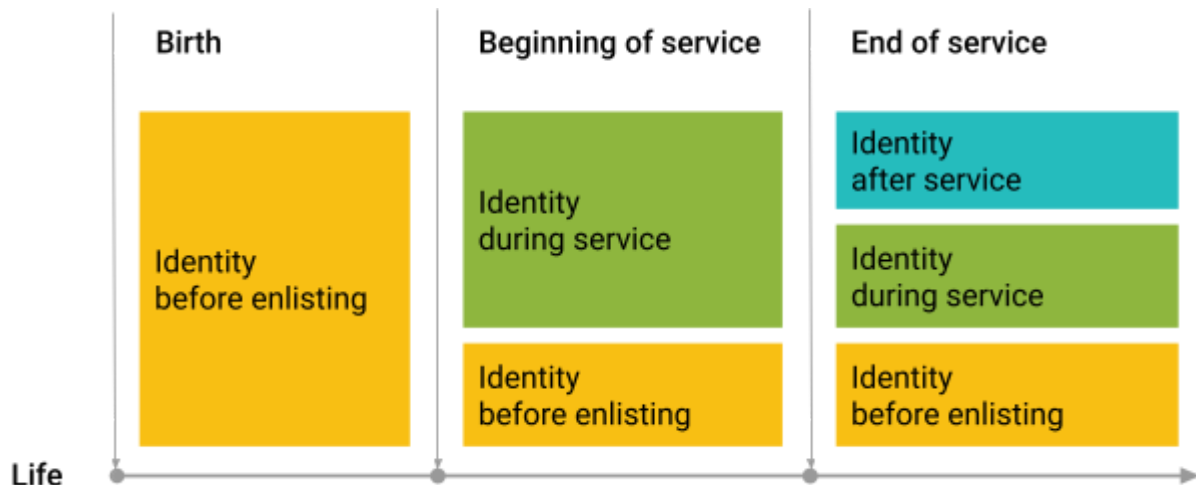 Birth
Beginning of service
End of service
Identity
before enlisting
Identity
during service
Identity
before enlisting
Identity
after service
Identity
during service
Identity
before enlisting
Life